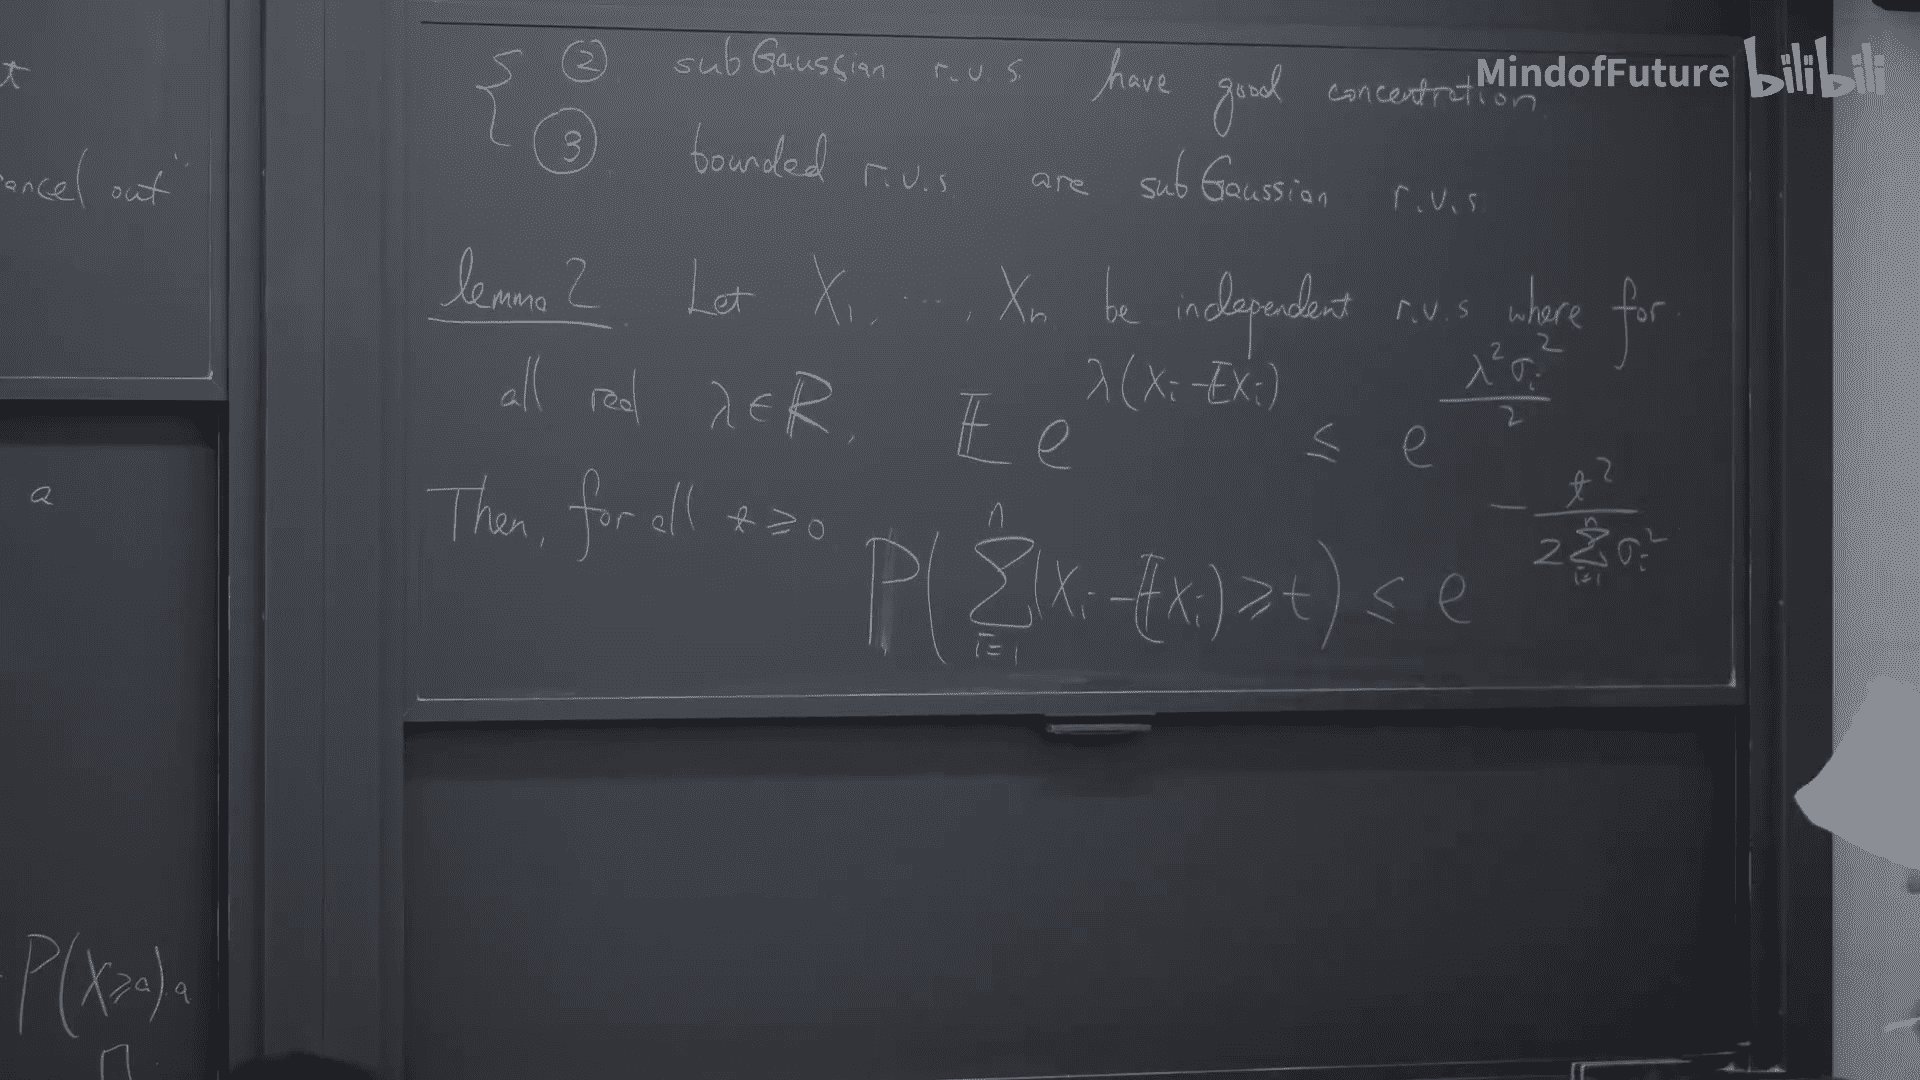 t
cancel out"
a
P(X≥a).a
② subGaussian r.v.s have good concentration
③ bounded r.v.s. are subGaussian r.v.s
lemma 2. Let X₁, ..., Xₙ be independent r.v.s where for
all real λ∈ℝ, 𝔼 e^{λ(Xᵢ-𝔼Xᵢ)} ≤ e^{λ²σᵢ²/2}
Then, for all t≥0
ℙ(∑_{i=1}^{n}(Xᵢ-𝔼Xᵢ)≥t) ≤ e^{-t²/(2∑_{i=1}^{n}σᵢ²)}
MindofFuture bilibili